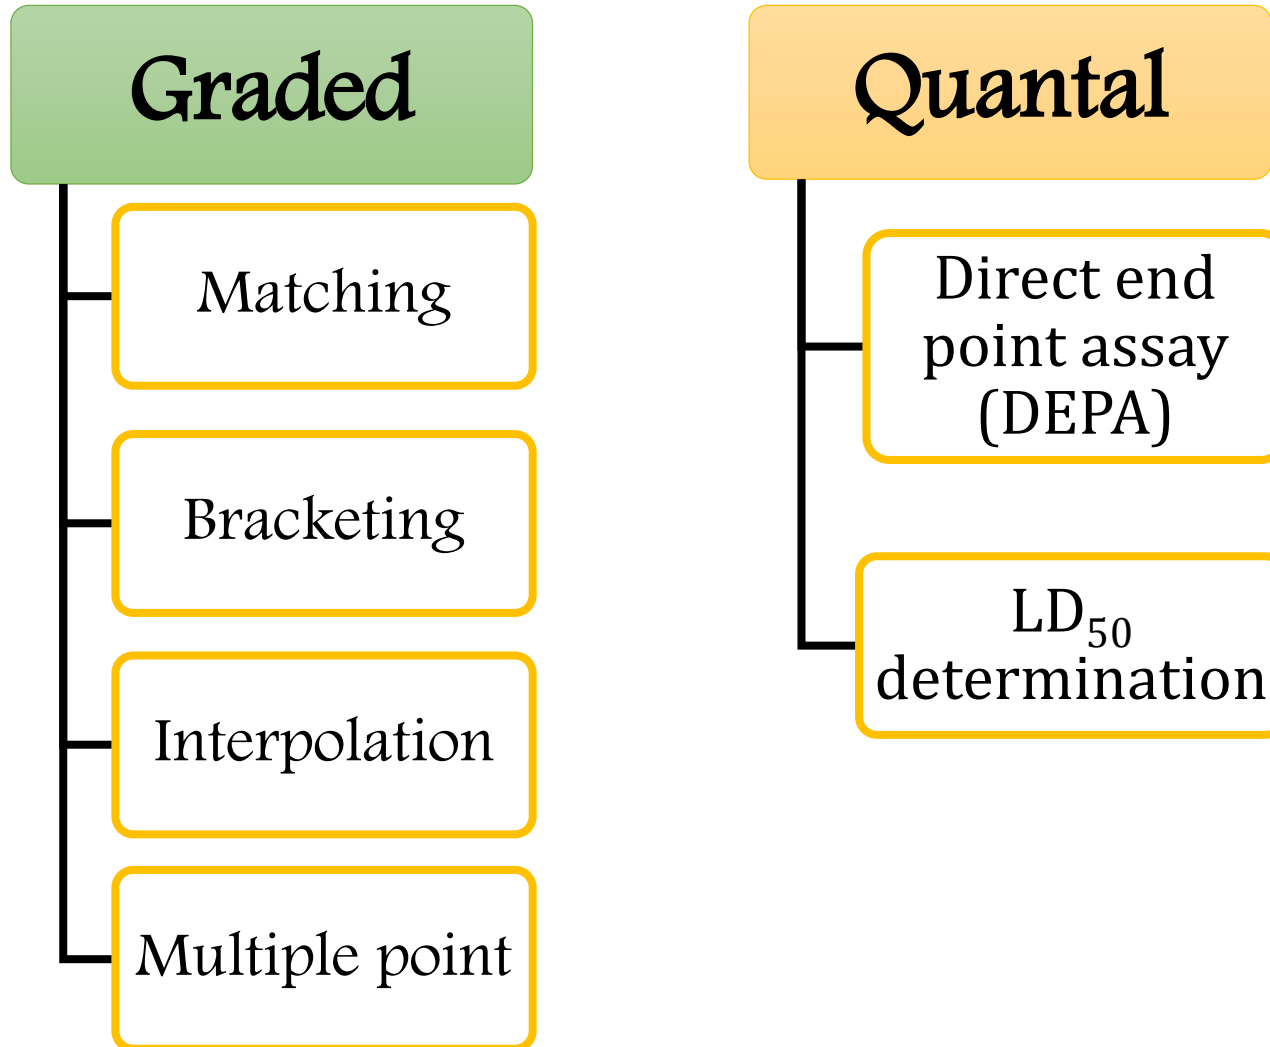 Graded
Matching
Bracketing
Interpolation
Multiple point
Quantal
Direct end
point assay
(DEPA)
LD₅₀
determination